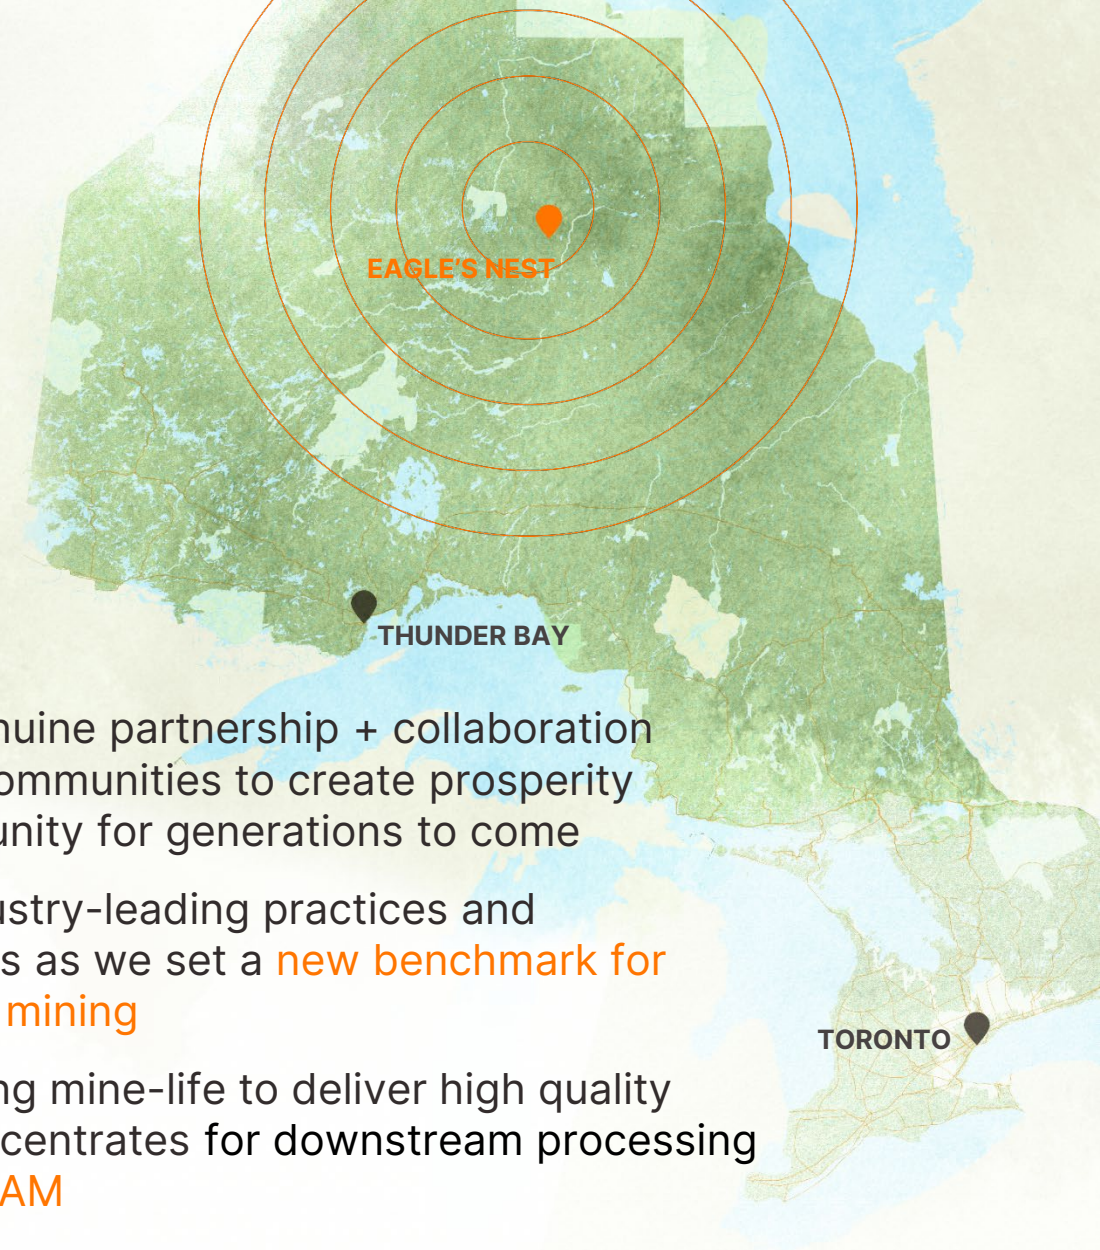 EAGLE’S NEST
THUNDER BAY
nuine partnership + collaboration
ommunities to create prosperity
unity for generations to come
ustry-leading practices and
s as we set a new benchmark for
mining
TORONTO
ng mine-life to deliver high quality
centrates for downstream processing
AM